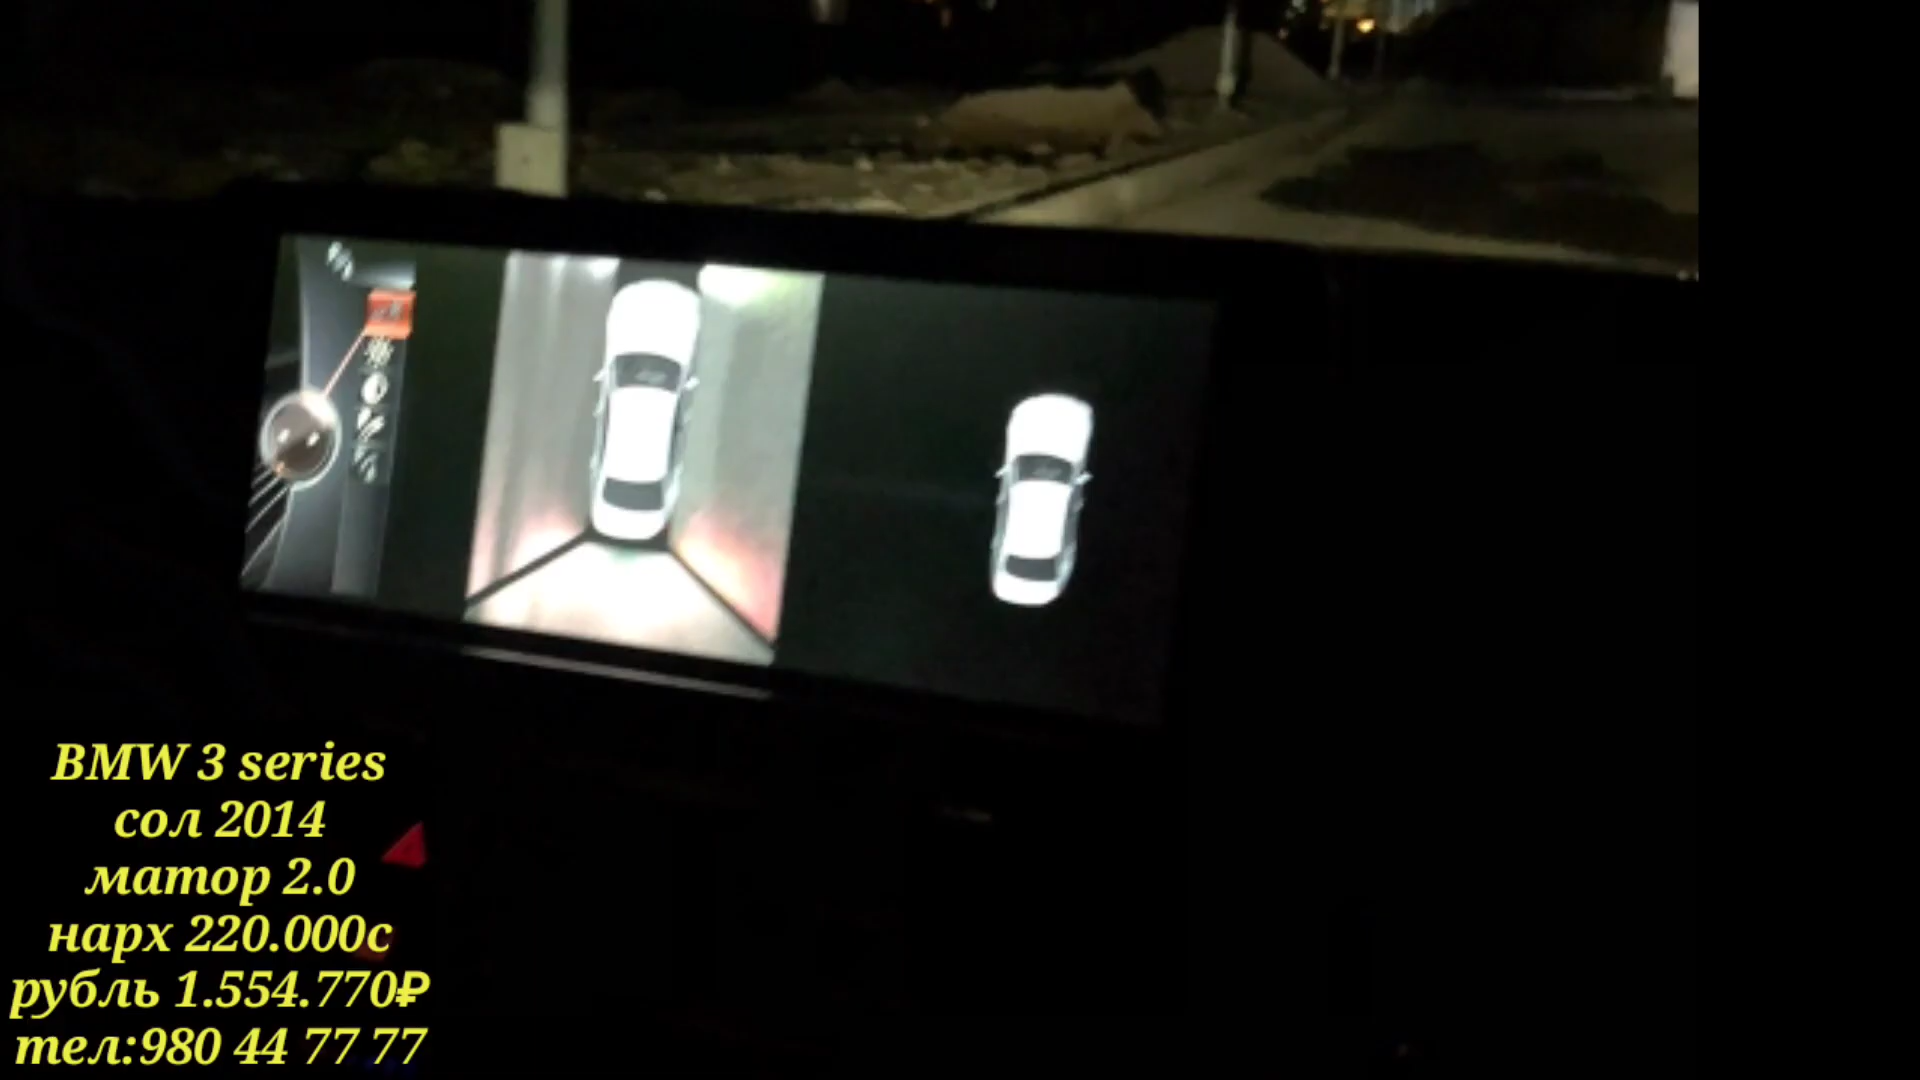 BMW 3 series
сол 2014
матор 2.0
нарх 220.000с
рубль 1.554.770₽
тел:980 44 77 77